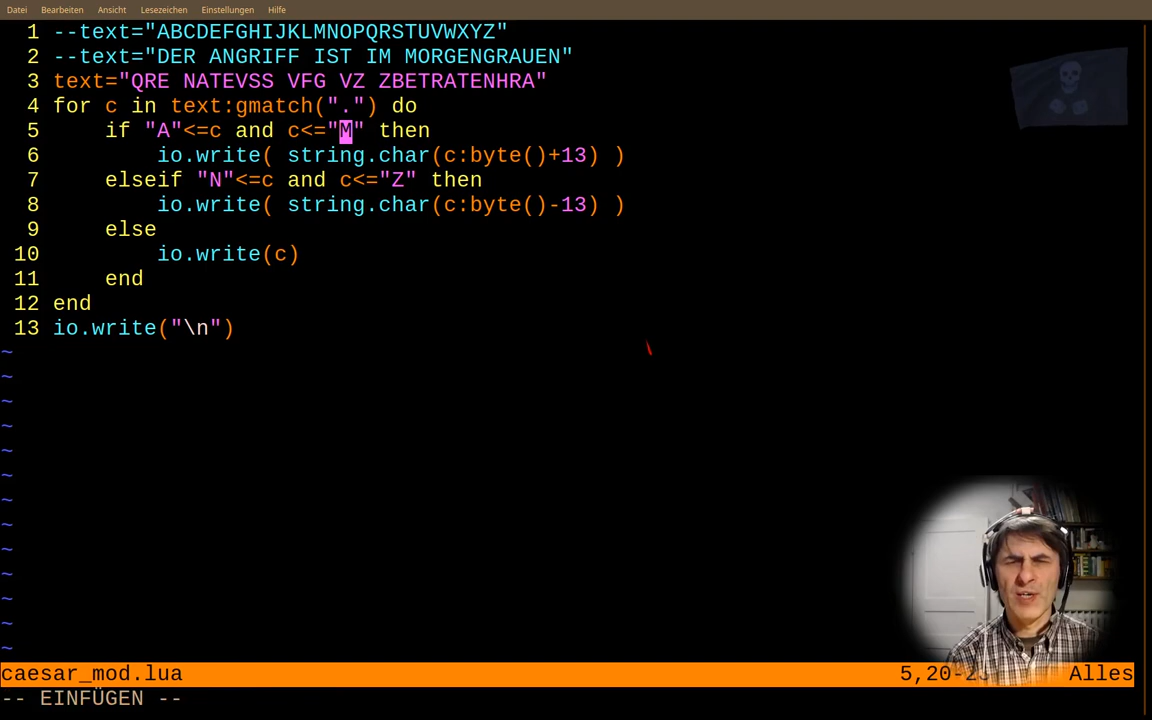 Datei Bearbeiten Ansicht Lesezeichen Einstellungen Hilfe
1 --text="ABCDEFGHIJKLMNOPQRSTUVWXYZ"
2 --text="DER ANGRIFF IST IM MORGENGRAUEN"
3 text="QRE NATEVSS VFG VZ ZBETRATENHRA"
4 for c in text:gmatch(".") do
5     if "A"<=c and c<="M" then
6         io.write( string.char(c:byte()+13) )
7     elseif "N"<=c and c<="Z" then
8         io.write( string.char(c:byte()-13) )
9     else
10         io.write(c)
11     end
12 end
13 io.write("\n")
~
~
~
~
~
~
~
~
~
~
~
~
~
caesar_mod.lua 5,20-2 Alles
-- EINFÜGEN --